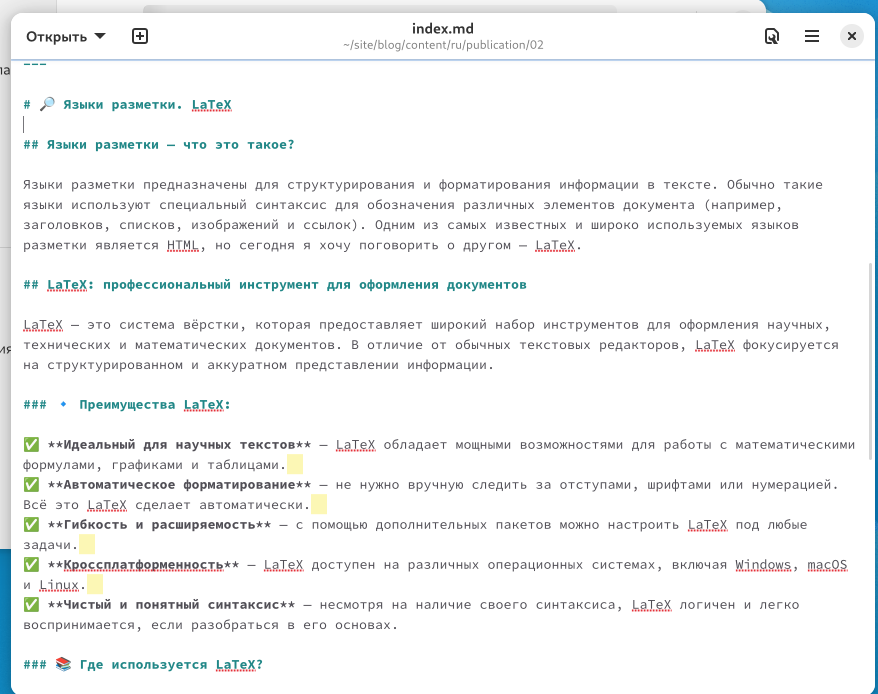 Открыть
index.md
~/site/blog/content/ru/publication/02
---
# 🔎 Языки разметки. LaTeX
## Языки разметки — что это такое?
Языки разметки предназначены для структурирования и форматирования информации в тексте. Обычно такие
языки используют специальный синтаксис для обозначения различных элементов документа (например,
заголовков, списков, изображений и ссылок). Одним из самых известных и широко используемых языков
разметки является HTML, но сегодня я хочу поговорить о другом — LaTeX.
## LaTeX: профессиональный инструмент для оформления документов
LaTeX — это система вёрстки, которая предоставляет широкий набор инструментов для оформления научных,
технических и математических документов. В отличие от обычных текстовых редакторов, LaTeX фокусируется
на структурированном и аккуратном представлении информации.
### 🔹 Преимущества LaTeX:
✅ **Идеальный для научных текстов** — LaTeX обладает мощными возможностями для работы с математическими
формулами, графиками и таблицами.
✅ **Автоматическое форматирование** — не нужно вручную следить за отступами, шрифтами или нумерацией.
Всё это LaTeX сделает автоматически.
✅ **Гибкость и расширяемость** — с помощью дополнительных пакетов можно настроить LaTeX под любые
задачи.
✅ **Кроссплатформенность** — LaTeX доступен на различных операционных системах, включая Windows, macOS
и Linux.
✅ **Чистый и понятный синтаксис** — несмотря на наличие своего синтаксиса, LaTeX логичен и легко
воспринимается, если разобраться в его основах.
### 📚 Где используется LaTeX?